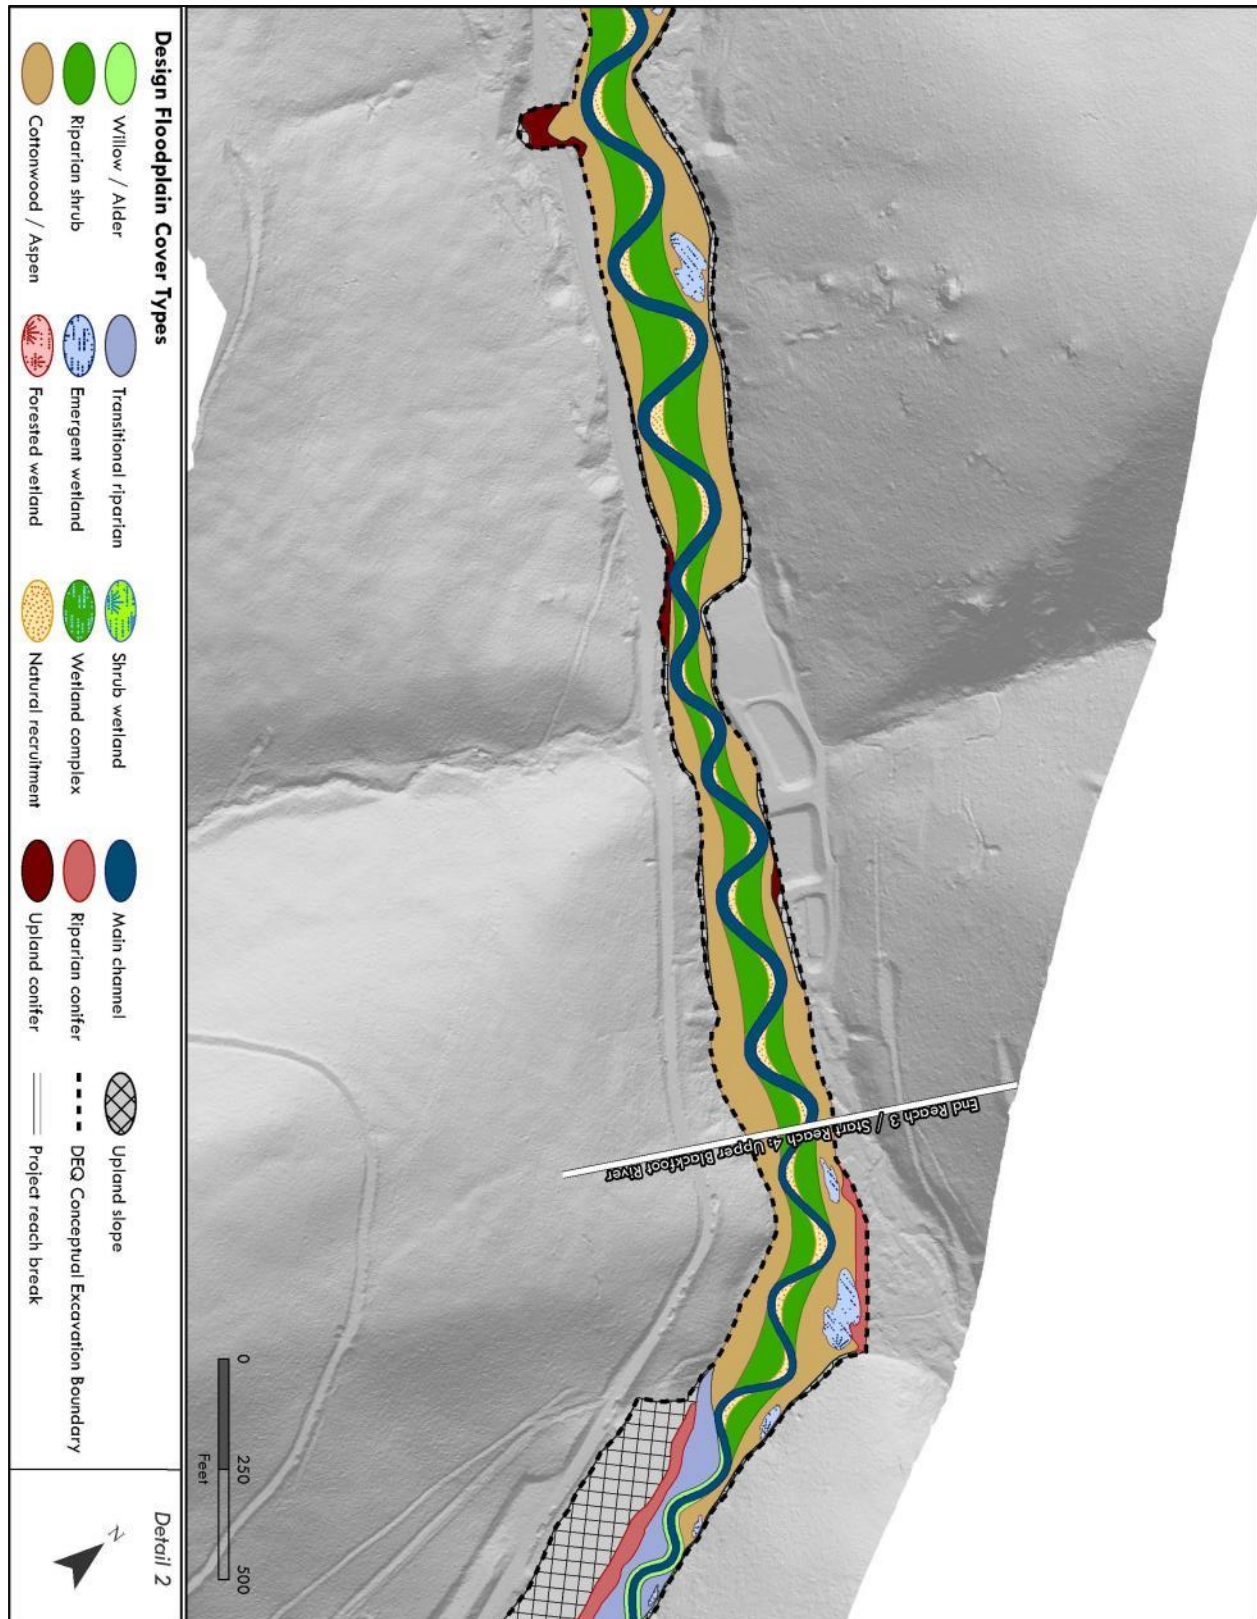 End Reach 3 / Start Reach 4: Upper Blackfoot River
0 250 500
Feet
Design Floodplain Cover Types
Willow / Alder
Riparian shrub
Cottonwood / Aspen
Transitional riparian
Emergent wetland
Forested wetland
Shrub wetland
Wetland complex
Natural recruitment
Main channel
Riparian conifer
Upland conifer
Upland slope
DEQ Conceptual Excavation Boundary
Project reach break
Detail 2
N